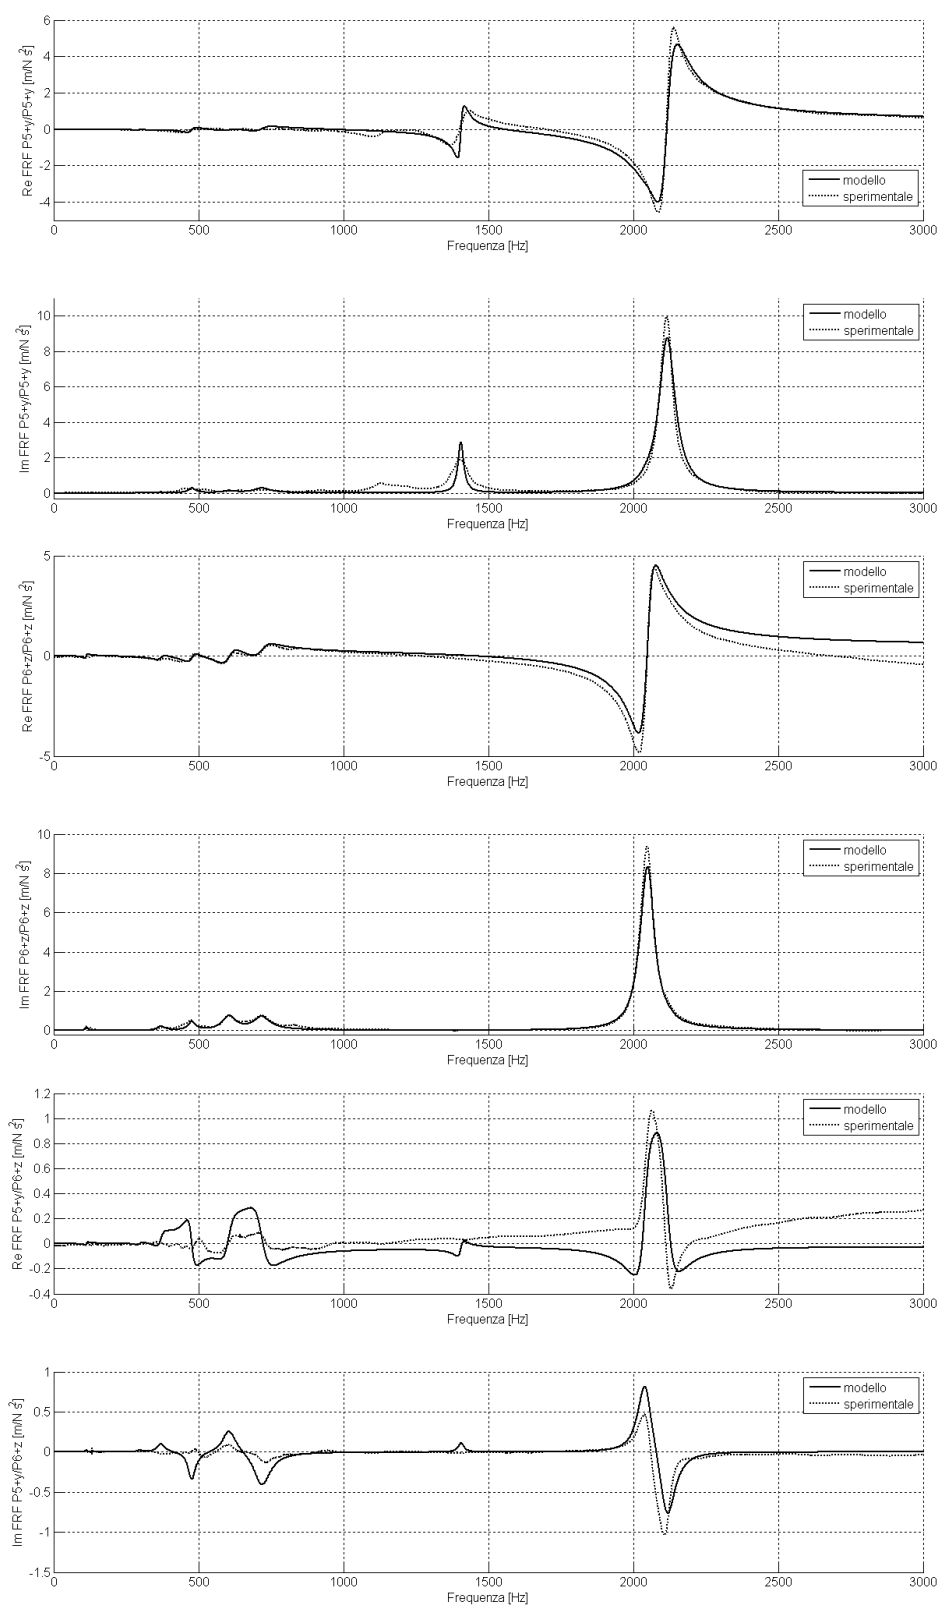 6
4
2
0
-2
-4
Re FRF P5+y/P5+y [m/N s²]
modello
sperimentale
0 500 1000 1500 2000 2500 3000
Frequenza [Hz]
10
8
6
4
2
0
Im FRF P5+y/P5+y [m/N s²]
modello
sperimentale
0 500 1000 1500 2000 2500 3000
Frequenza [Hz]
5
0
-5
Re FRF P6+z/P6+z [m/N s²]
modello
sperimentale
0 500 1000 1500 2000 2500 3000
Frequenza [Hz]
10
8
6
4
2
0
Im FRF P6+z/P6+z [m/N s²]
modello
sperimentale
0 500 1000 1500 2000 2500 3000
Frequenza [Hz]
1.2
1
0.8
0.6
0.4
0.2
0
-0.2
-0.4
Re FRF P5+y/P6+z [m/N s²]
modello
sperimentale
0 500 1000 1500 2000 2500 3000
Frequenza [Hz]
1
0.5
0
-0.5
-1
-1.5
Im FRF P5+y/P6+z [m/N s²]
modello
sperimentale
0 500 1000 1500 2000 2500 3000
Frequenza [Hz]